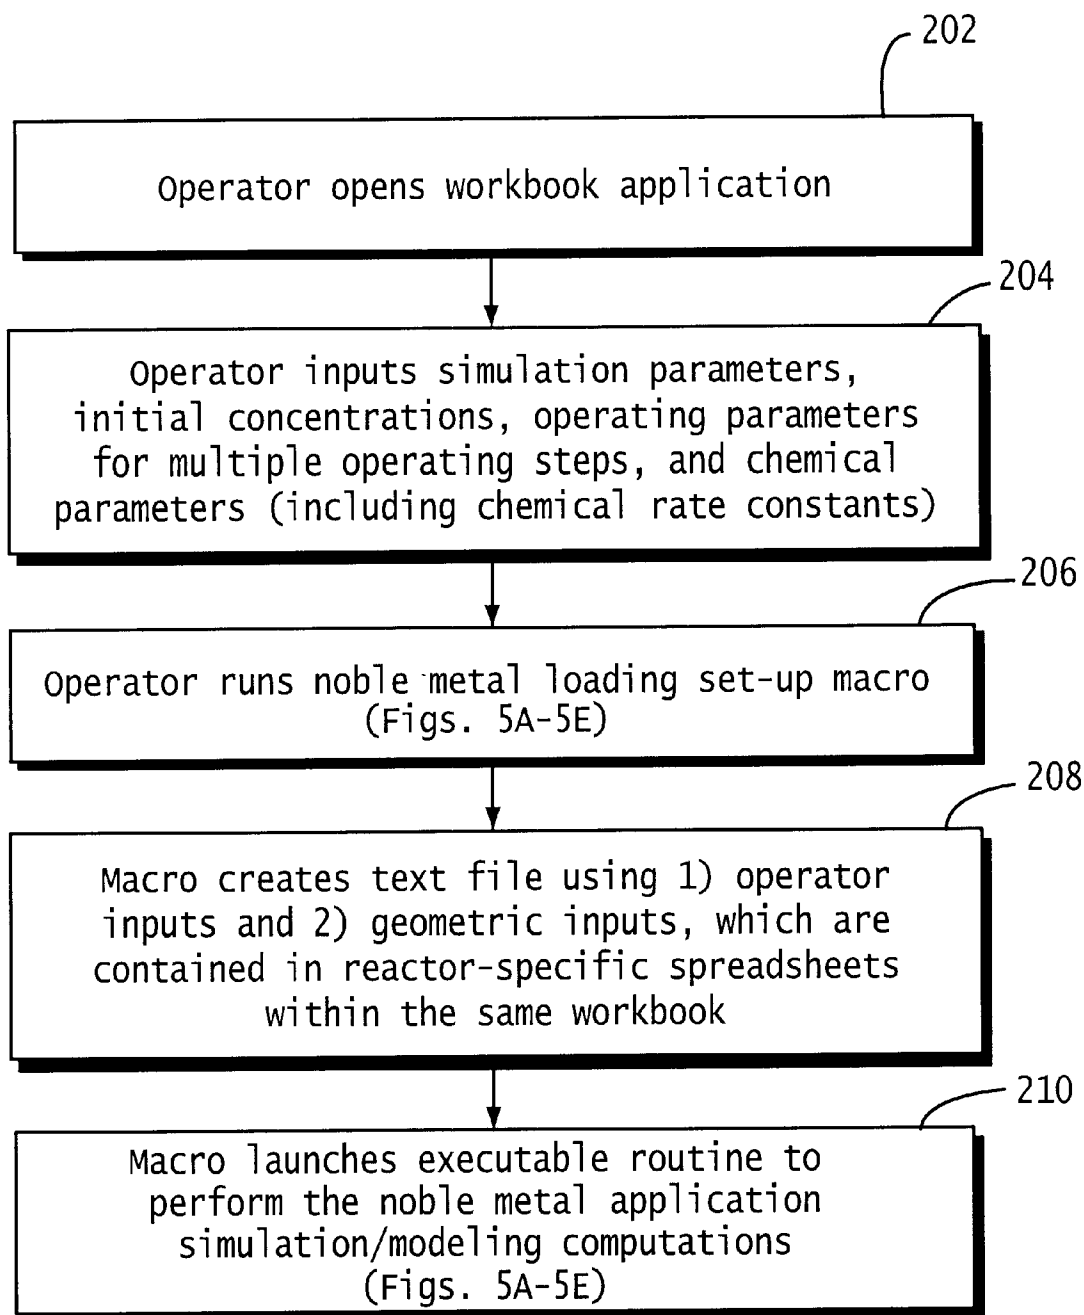 202
Operator opens workbook application
204
Operator inputs simulation parameters,
initial concentrations, operating parameters
for multiple operating steps, and chemical
parameters (including chemical rate constants)
206
Operator runs noble metal loading set-up macro
(Figs. 5A-5E)
208
Macro creates text file using 1) operator
inputs and 2) geometric inputs, which are
contained in reactor-specific spreadsheets
within the same workbook
210
Macro launches executable routine to
perform the noble metal application
simulation/modeling computations
(Figs. 5A-5E)